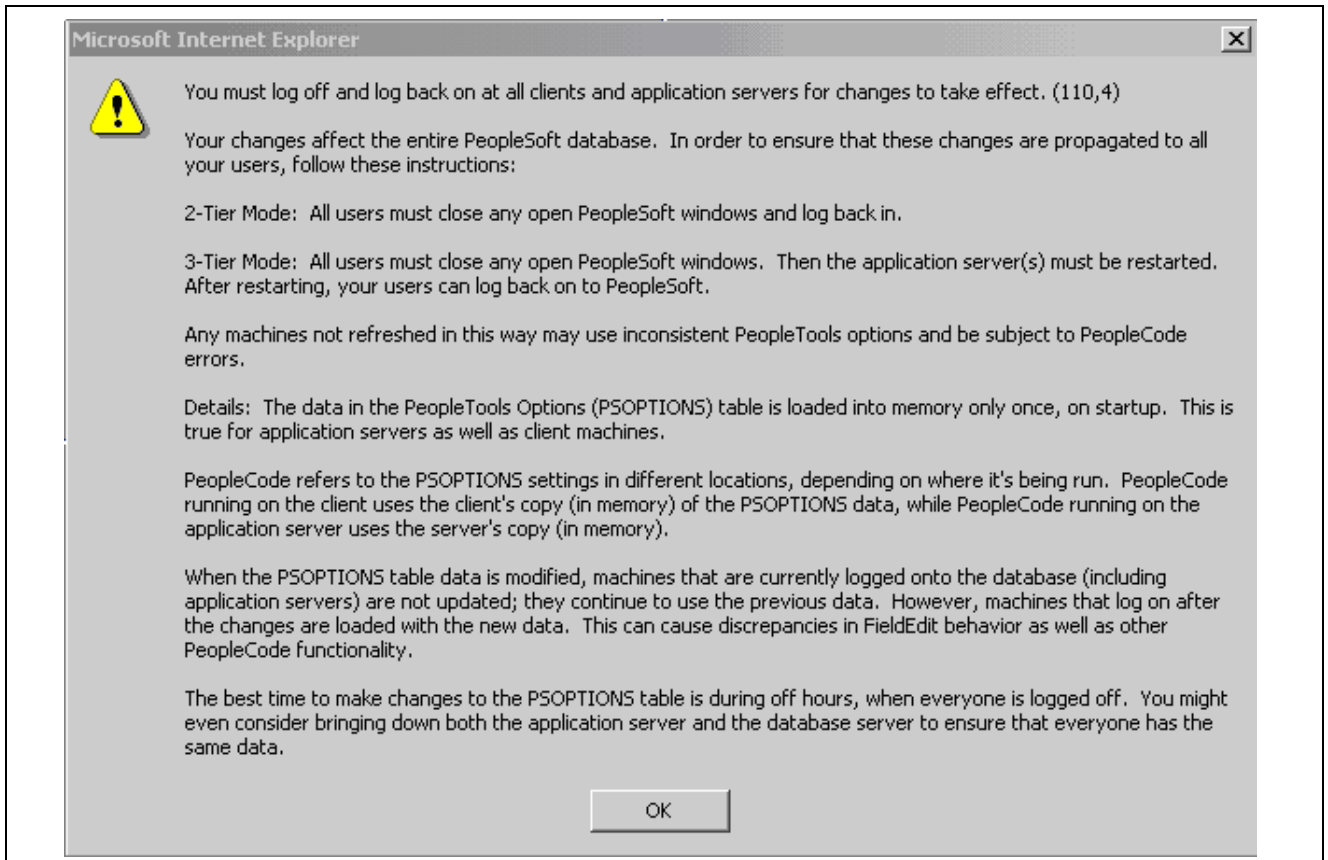 Microsoft Internet Explorer
You must log off and log back on at all clients and application servers for changes to take effect. (110,4)
Your changes affect the entire PeopleSoft database. In order to ensure that these changes are propagated to all
your users, follow these instructions:
2-Tier Mode: All users must close any open PeopleSoft windows and log back in.
3-Tier Mode: All users must close any open PeopleSoft windows. Then the application server(s) must be restarted.
After restarting, your users can log back on to PeopleSoft.
Any machines not refreshed in this way may use inconsistent PeopleTools options and be subject to PeopleCode
errors.
Details: The data in the PeopleTools Options (PSOPTIONS) table is loaded into memory only once, on startup. This is
true for application servers as well as client machines.
PeopleCode refers to the PSOPTIONS settings in different locations, depending on where it's being run. PeopleCode
running on the client uses the client's copy (in memory) of the PSOPTIONS data, while PeopleCode running on the
application server uses the server's copy (in memory).
When the PSOPTIONS table data is modified, machines that are currently logged onto the database (including
application servers) are not updated; they continue to use the previous data. However, machines that log on after
the changes are loaded with the new data. This can cause discrepancies in FieldEdit behavior as well as other
PeopleCode functionality.
The best time to make changes to the PSOPTIONS table is during off hours, when everyone is logged off. You might
even consider bringing down both the application server and the database server to ensure that everyone has the
same data.
OK